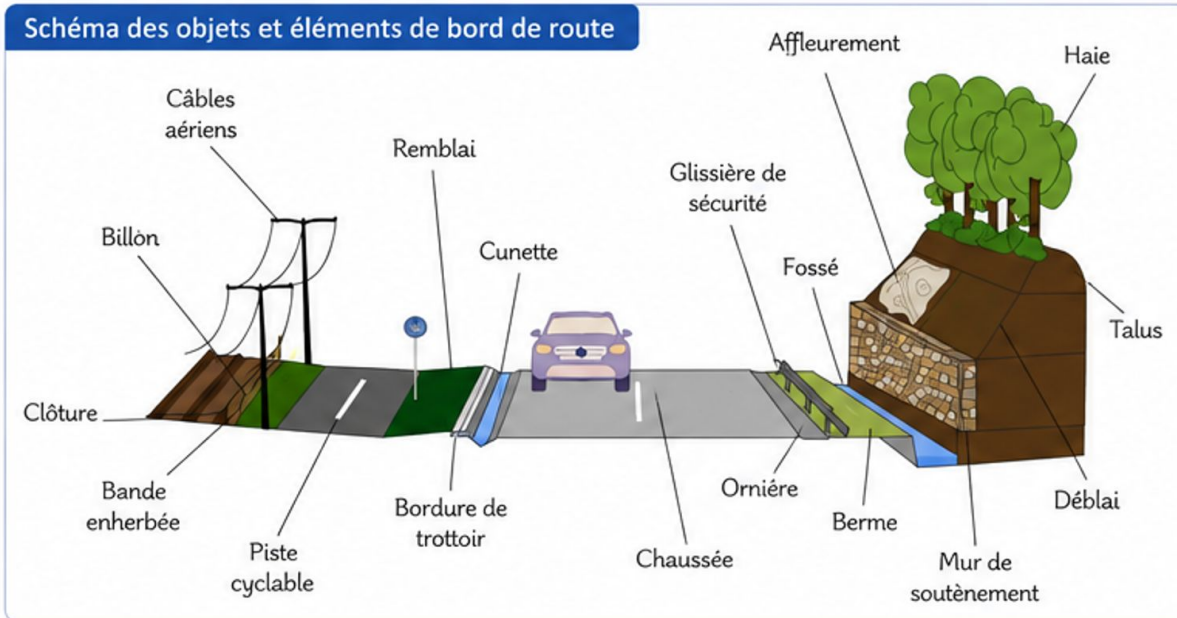 Schéma des objets et éléments de bord de route
Affleurement
Haie
Câbles
aériens
Remblai
Glissière de
sécurité
Billon
Cunette
Fossé
Talus
Clôture
Bande
enherbée
Piste
cyclable
Bordure de
trottoir
Chaussée
Orniére
Berme
Mur de
soutènement
Déblai